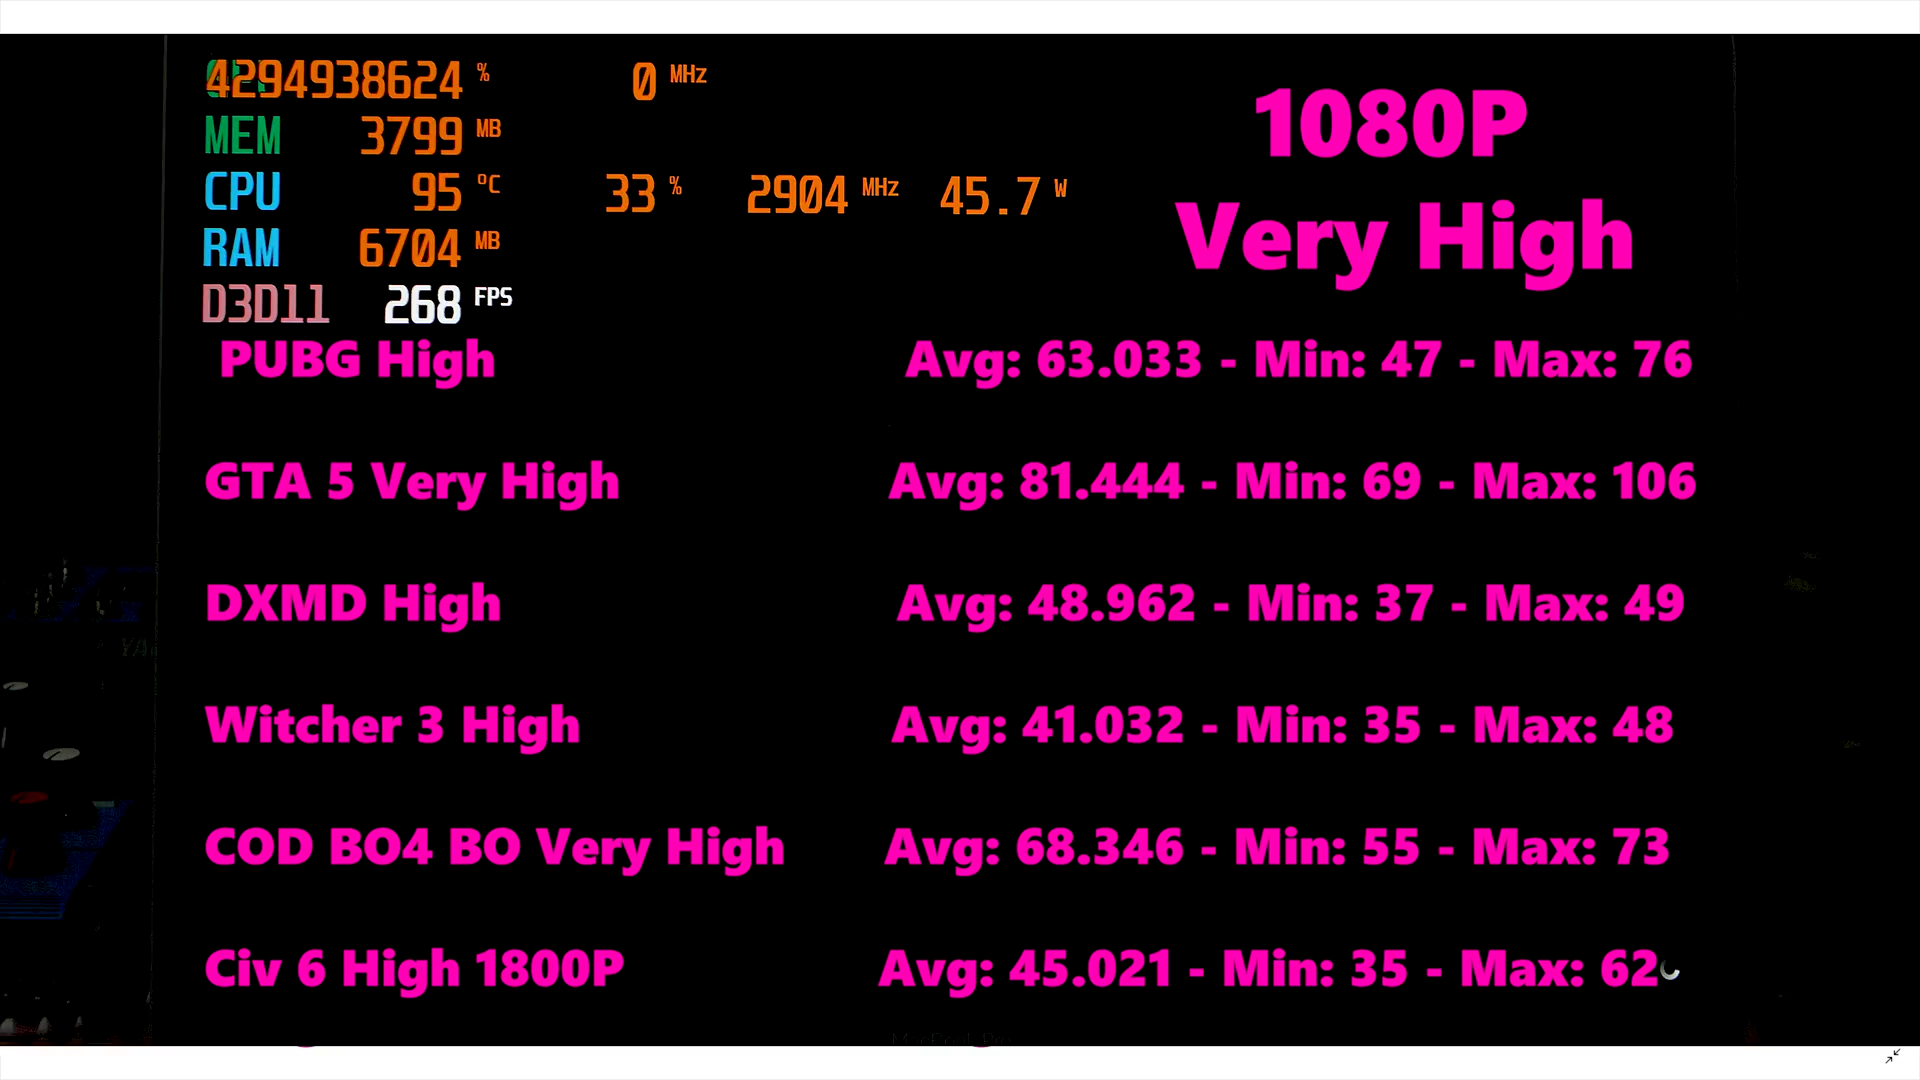 4294938624 % 0 MHz
1080P
MEM 3799 MB
CPU 95 °C 33 % 2904 MHz 45.7 W
Very High
RAM 6704 MB
D3D11 268 FPS
PUBG High Avg: 63.033 - Min: 47 - Max: 76
GTA 5 Very High Avg: 81.444 - Min: 69 - Max: 106
DXMD High Avg: 48.962 - Min: 37 - Max: 49
Witcher 3 High Avg: 41.032 - Min: 35 - Max: 48
COD BO4 BO Very High Avg: 68.346 - Min: 55 - Max: 73
Civ 6 High 1800P Avg: 45.021 - Min: 35 - Max: 62